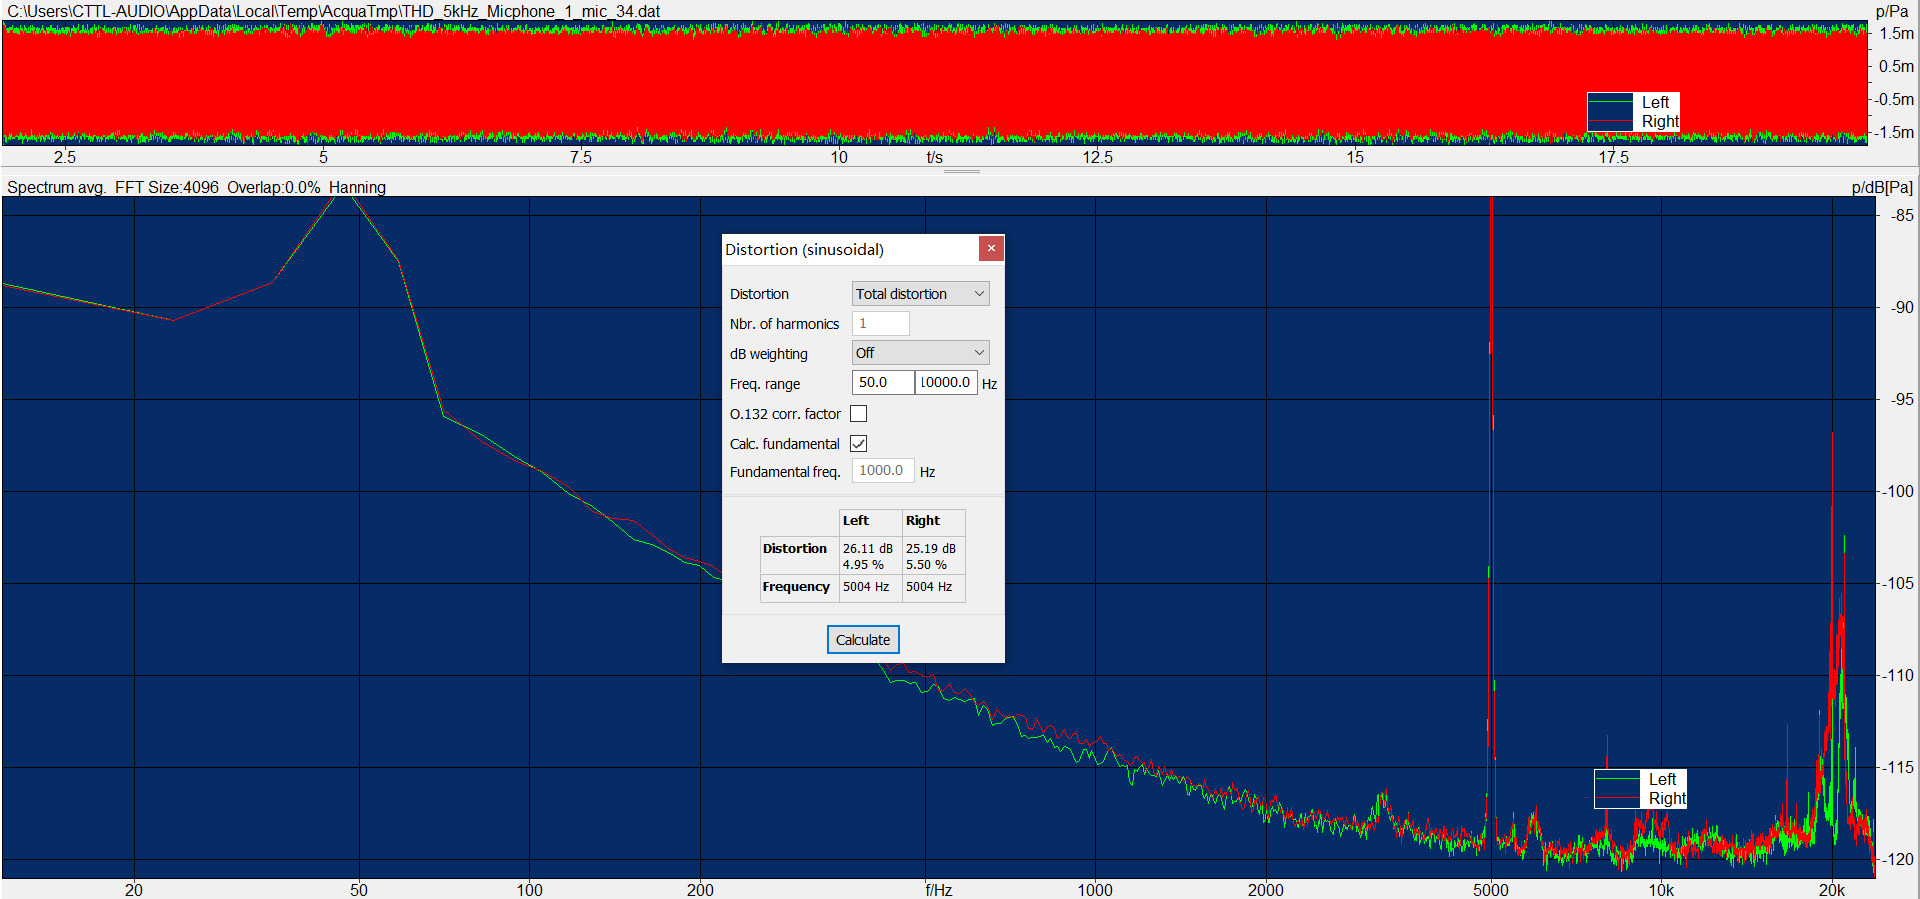 C:\Users\CTTL-AUDIO\AppData\Local\Temp\AcquaTmp\THD_5kHz_Micphone_1_mic_34.dat
p/Pa
1.5m
0.5m
-0.5m
-1.5m
Left
Right
2.5 5 7.5 10 t/s 12.5 15 17.5
Spectrum avg. FFT Size:4096 Overlap:0.0% Hanning
p/dB[Pa]
-85
-90
-95
-100
-105
-110
-115
-120
Distortion (sinusoidal)
Distortion Total distortion
Nbr. of harmonics 1
dB weighting Off
Freq. range 50.0 10000.0 Hz
O.132 corr. factor
Calc. fundamental
Fundamental freq. 1000.0 Hz
Left Right
Distortion 26.11 dB 25.19 dB
4.95 % 5.50 %
Frequency 5004 Hz 5004 Hz
Calculate
Left
Right
20 50 100 200 f/Hz 1000 2000 5000 10k 20k